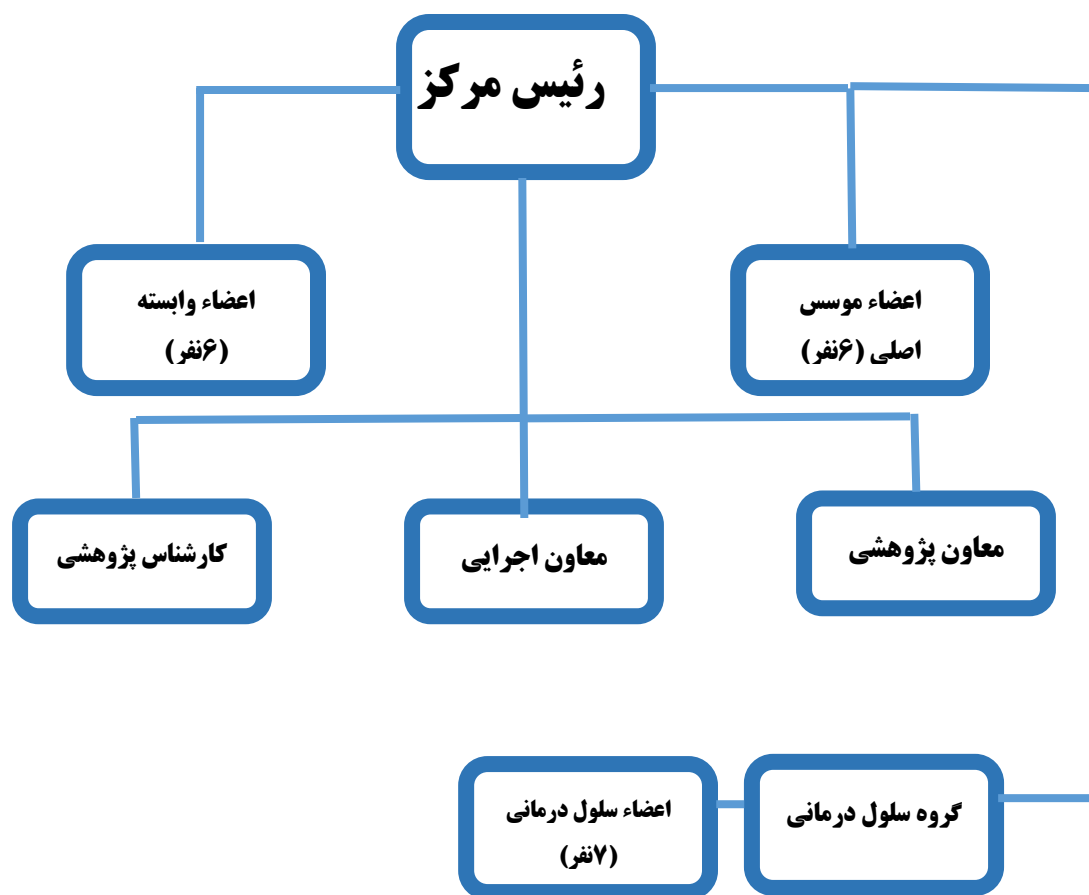 رئیس مرکز
اعضاء موسس
اصلی (۶نفر)
اعضاء وابسته
(۶نفر)
معاون پژوهشی
معاون اجرایی
کارشناس پژوهشی
گروه سلول درمانی
اعضاء سلول درمانی
(۷نفر)